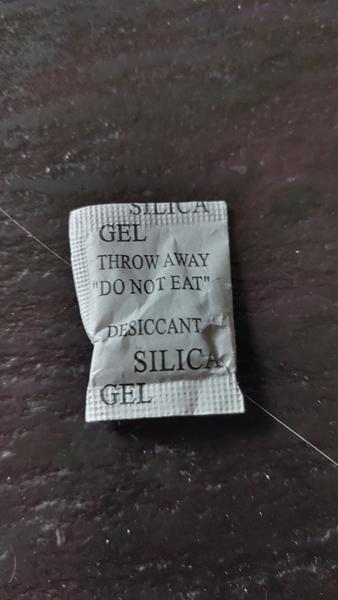 SILICA
GEL
THROW AWAY
"DO NOT EAT"
DESICCANT
SILICA
GEL